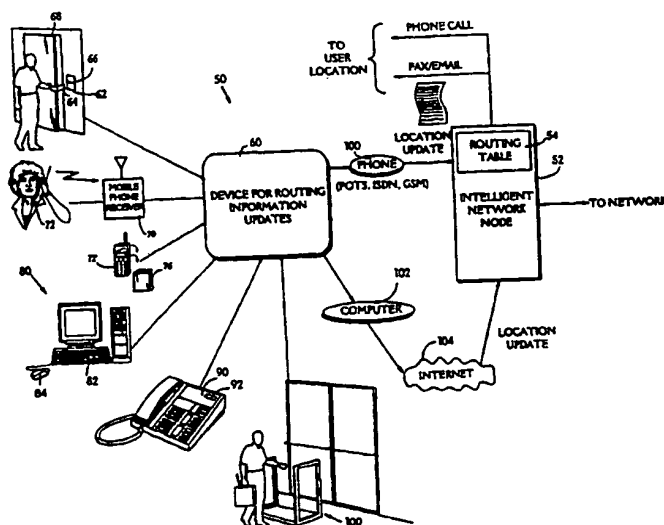 68
66
62
64
PHONE CALL
TO
USER
LOCATION
FAX/EMAIL
50
LOCATION
UPDATE
60
100
PHONE
(POTS, ISDN, GSM)
ROUTING
TABLE
54
52
INTELLIGENT
NETWORK
NODE
TO NETWORK
DEVICE FOR ROUTING
INFORMATION
UPDATES
72
MOBILE
PHONE
RECEIVER
70
77
76
80
82
84
102
COMPUTER
104
INTERNET
LOCATION
UPDATE
90
92
100